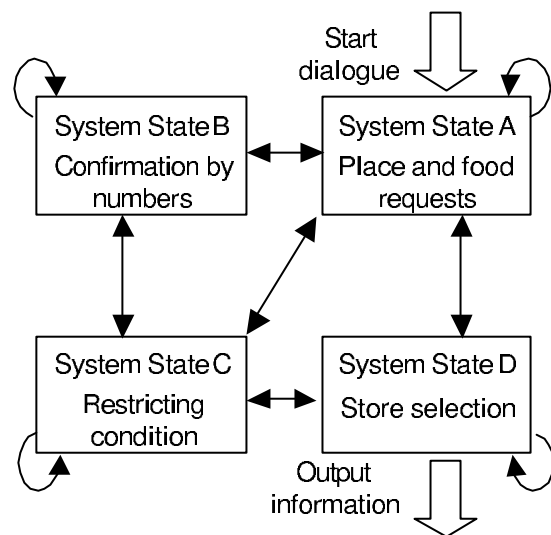 Start
dialogue
System State B
Confirmation by
numbers
System State A
Place and food
requests
System State C
Restricting
condition
System State D
Store selection
Output
information